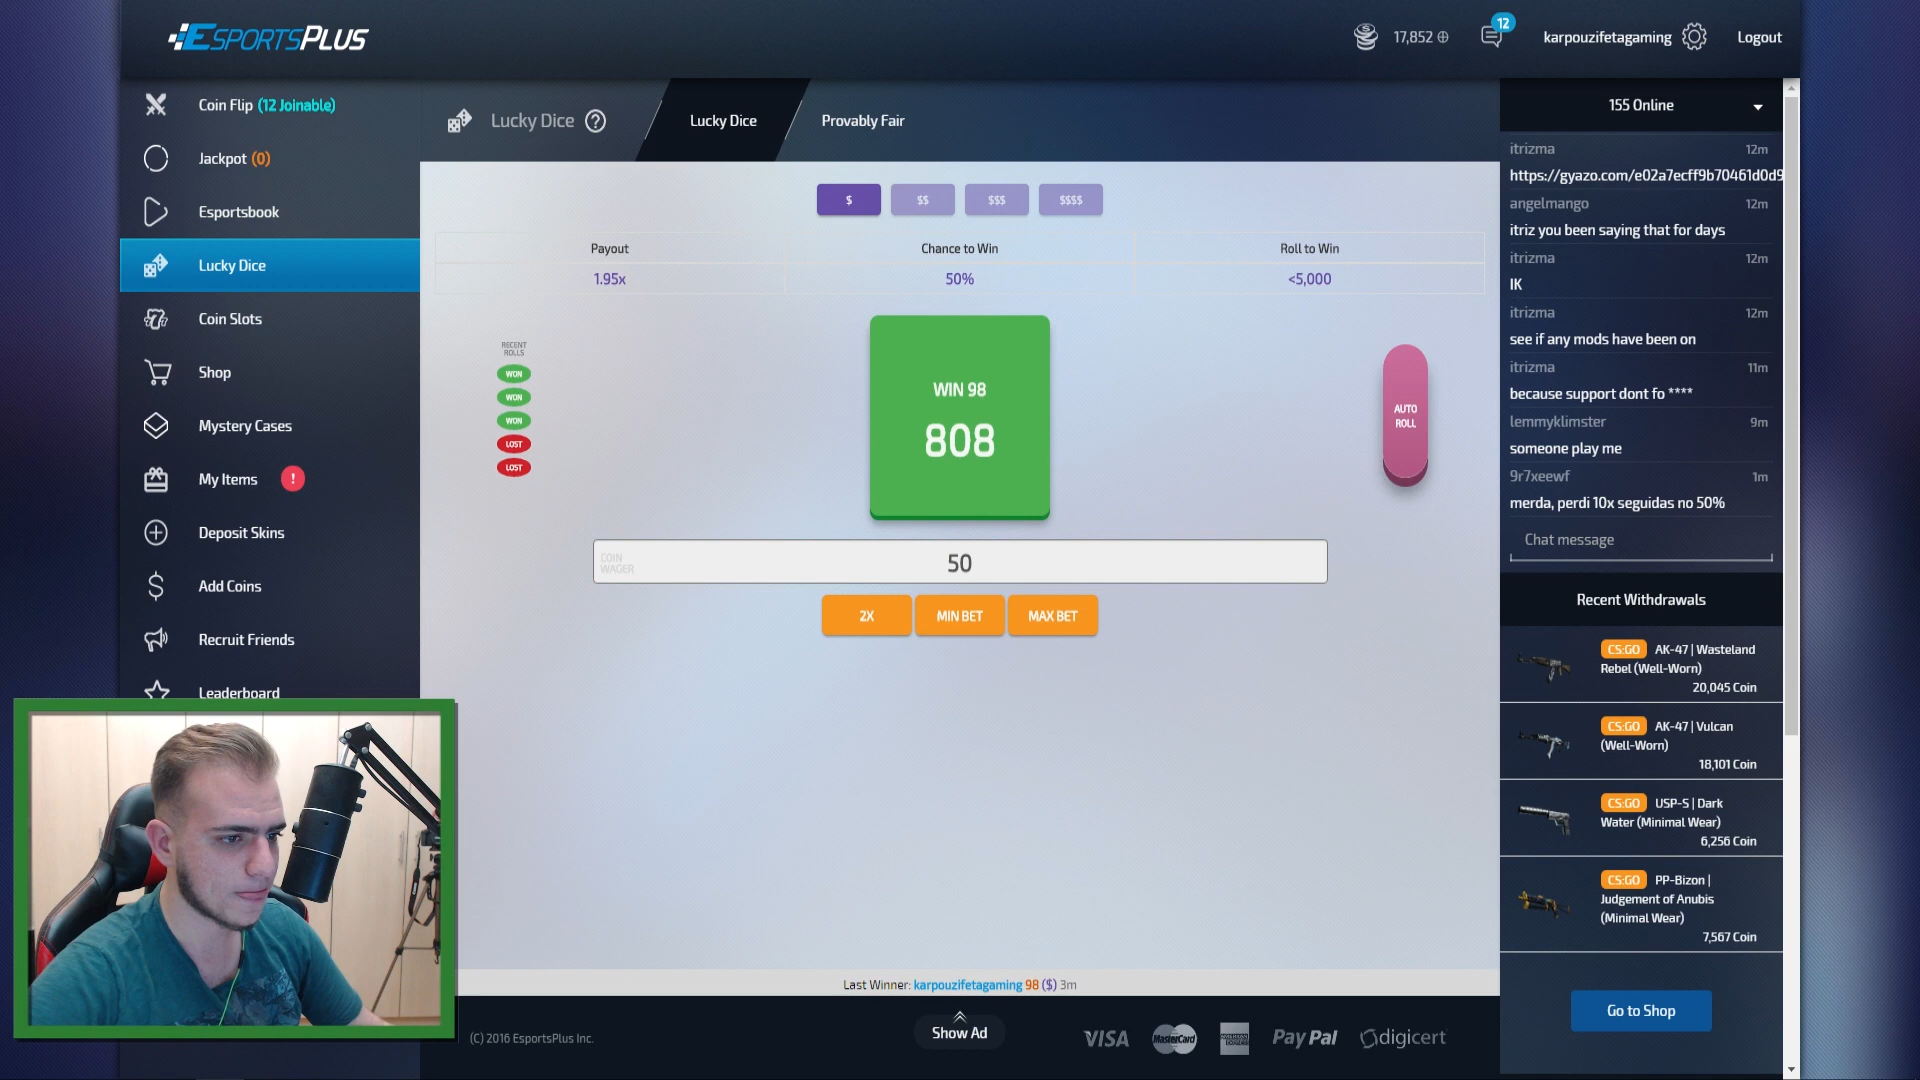 ESPORTSPLUS
17,852
12
karpouzifetagaming
Logout
Coin Flip (12 Joinable)
Jackpot (0)
Esportsbook
Lucky Dice
Coin Slots
Shop
Mystery Cases
My Items !
Deposit Skins
Add Coins
Recruit Friends
Leaderboard
Lucky Dice ?
Lucky Dice
Provably Fair
$ $$ $$$ $$$$
Payout Chance to Win Roll to Win
1.95x 50% <5,000
RECENT
ROLLS
WON
WON
WON
LOST
LOST
WIN 98
808
AUTO
ROLL
COIN
WAGER
50
2X MIN BET MAX BET
Last Winner: karpouzifetagaming 98 ($) 3m
(C) 2016 EsportsPlus Inc.
Show Ad
VISA MasterCard AMERICAN EXPRESS PayPal digicert
155 Online
itrizma 12m
https://gyazo.com/e02a7ecff9b70461d0d9
angelmango 12m
itriz you been saying that for days
itrizma 12m
IK
itrizma 12m
see if any mods have been on
itrizma 11m
because support dont fo ****
lemmyklimster 9m
someone play me
9r7xeewf 1m
merda, perdi 10x seguidas no 50%
Chat message
Recent Withdrawals
CS:GO AK-47 | Wasteland
Rebel (Well-Worn)
20,045 Coin
CS:GO AK-47 | Vulcan
(Well-Worn)
18,101 Coin
CS:GO USP-S | Dark
Water (Minimal Wear)
6,256 Coin
CS:GO PP-Bizon |
Judgement of Anubis
(Minimal Wear)
7,567 Coin
Go to Shop